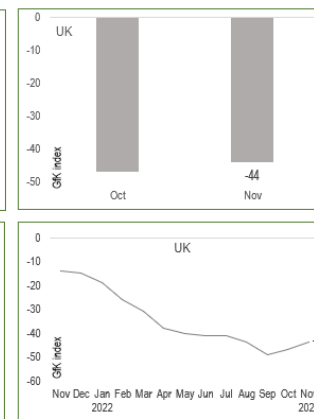 0
UK
-10
-20
-30
-40
-50
GfK index
-44
Oct Nov
0
UK
-10
-20
-30
-40
-50
-60
GfK index
Nov Dec Jan Feb Mar Apr May Jun Jul Aug Sep Oct Nov
2022 202